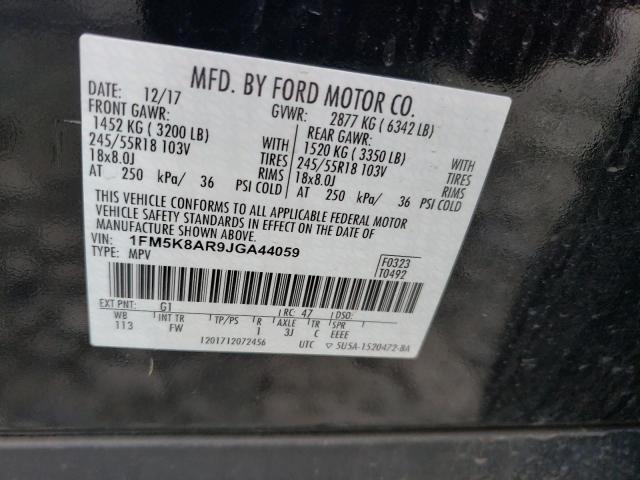 MFD. BY FORD MOTOR CO.
DATE: 12/17 GVWR: 2877 KG ( 6342 LB)
FRONT GAWR: REAR GAWR:
1452 KG ( 3200 LB) WITH 1520 KG ( 3350 LB) WITH
245/55R18 103V TIRES 245/55R18 103V TIRES
18x8.0J RIMS 18x8.0J RIMS
AT 250 kPa/ 36 PSI COLD AT 250 kPa/ 36 PSI COLD
THIS VEHICLE CONFORMS TO ALL APPLICABLE FEDERAL MOTOR
VEHICLE SAFETY STANDARDS IN EFFECT ON THE DATE OF
MANUFACTURE SHOWN ABOVE.
VIN: 1FM5K8AR9JGA44059
TYPE: MPV
F0323
T0492
EXT PNT: G1 RC: 47 DSO:
WB INT TR TP/PS R AXLE TR SPR
113 FW 1 3J C EEEE
1201712072456 UTC ▽ 5U5A-1520472-BA